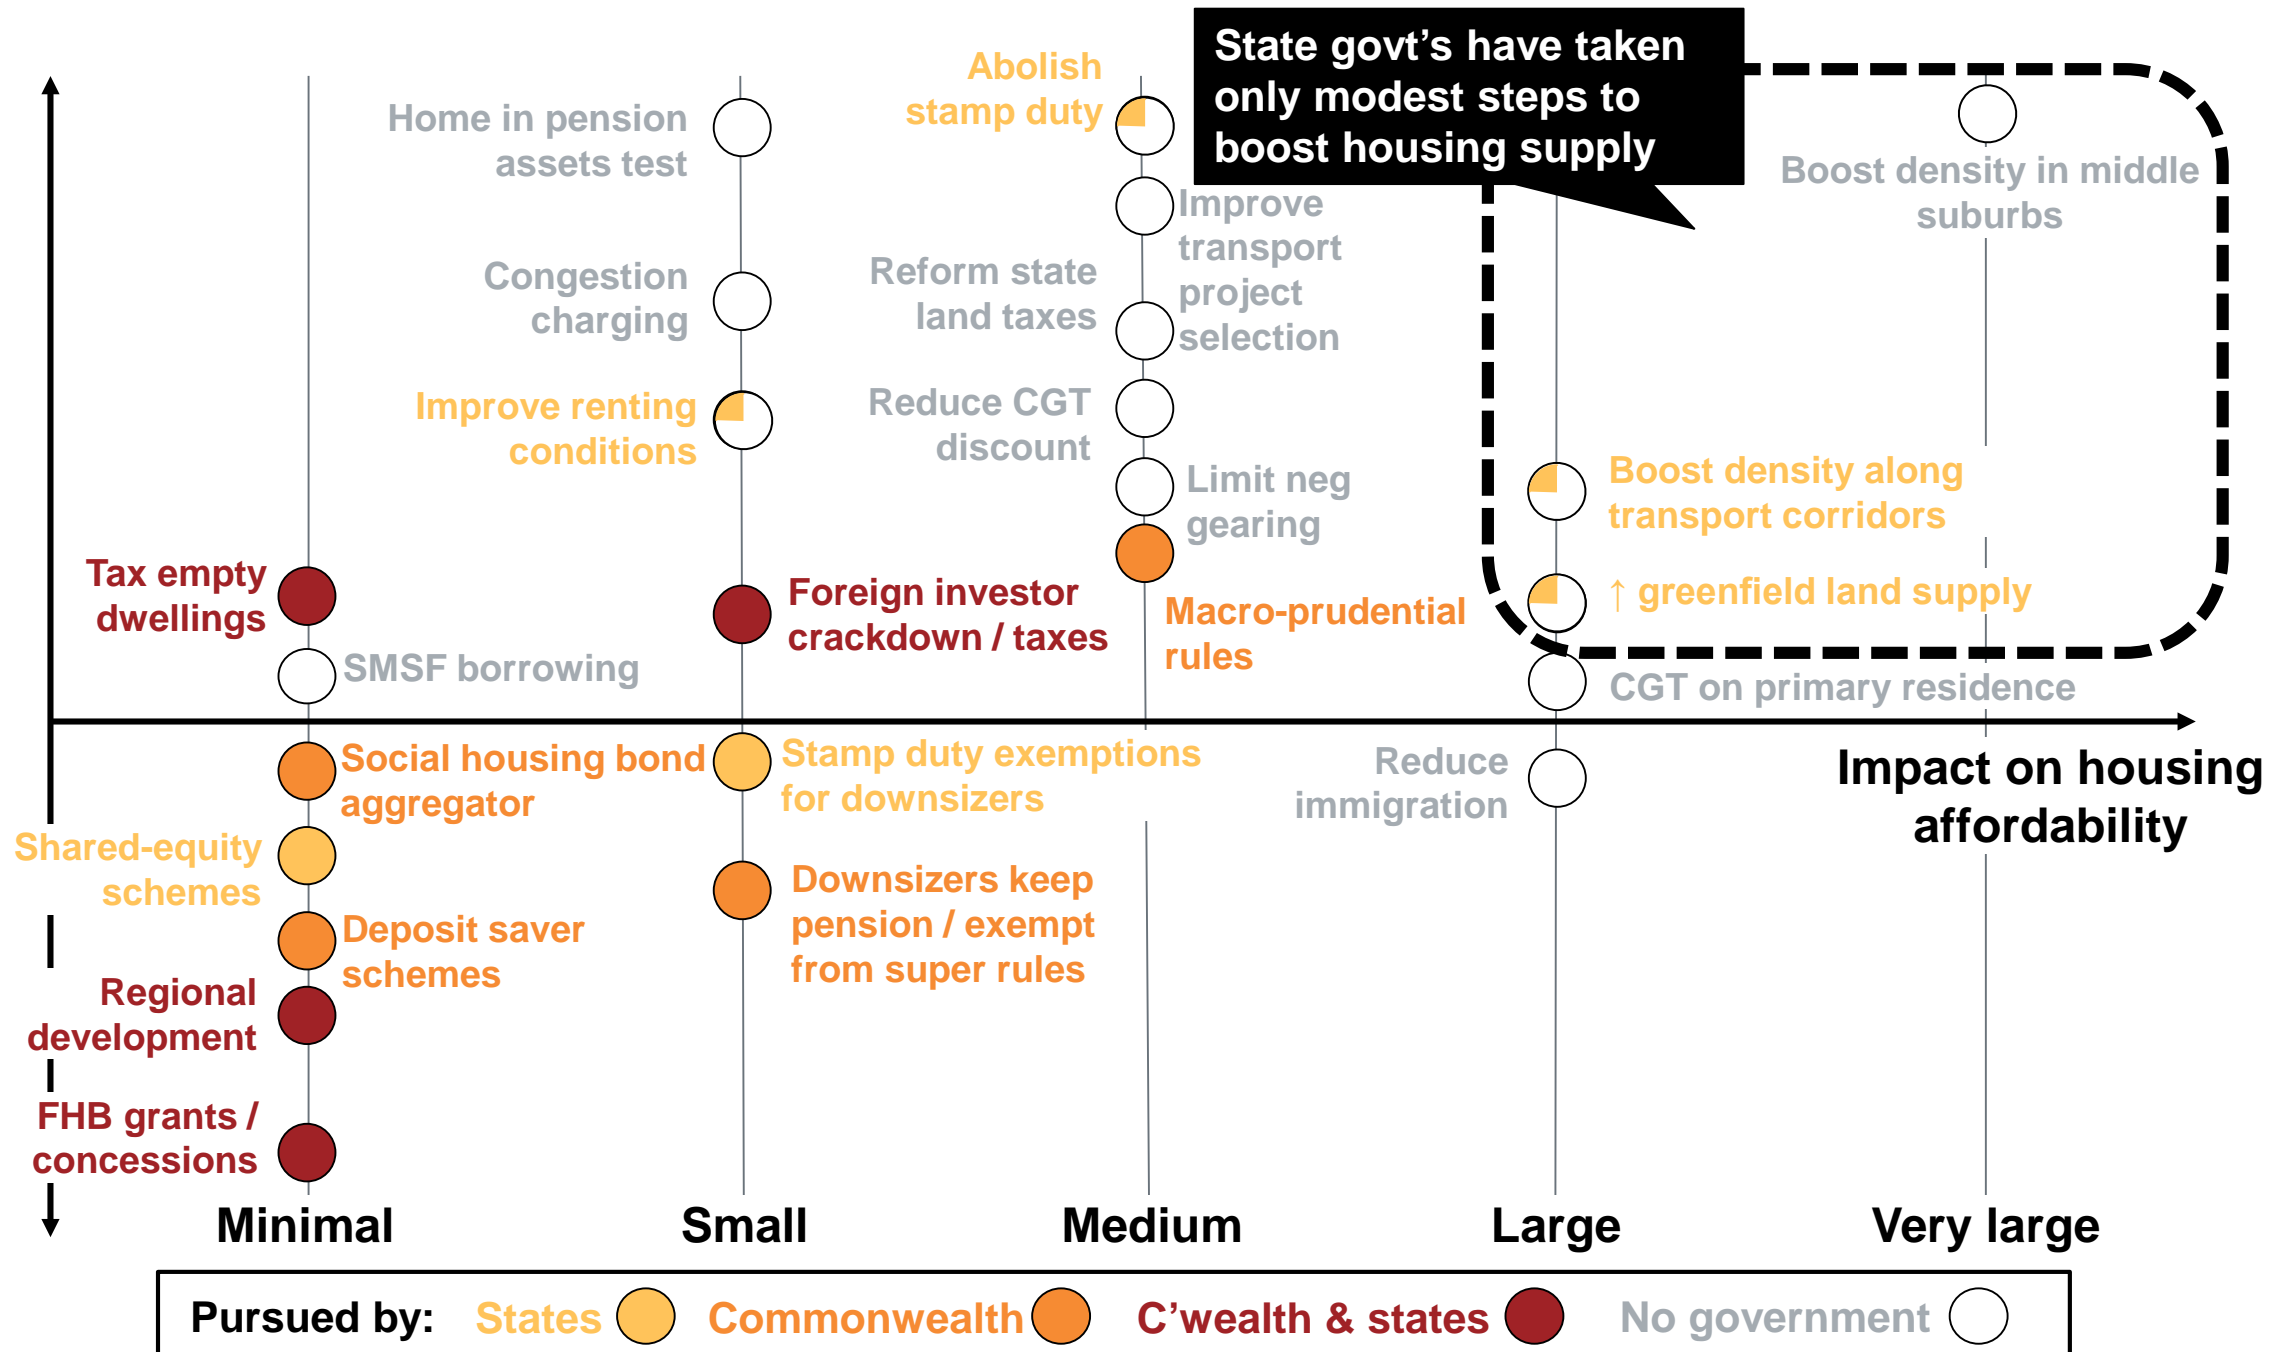 State govt's have taken
only modest steps to
boost housing supply
Abolish
stamp duty
Home in pension
assets test
Boost density in middle
suburbs
Improve
transport
project
selection
Congestion
charging
Reform state
land taxes
Improve renting
conditions
Reduce CGT
discount
Limit neg
gearing
Boost density along
transport corridors
Tax empty
dwellings
Foreign investor
crackdown / taxes
Macro-prudential
rules
↑ greenfield land supply
SMSF borrowing
CGT on primary residence
Social housing bond
aggregator
Stamp duty exemptions
for downsizers
Reduce
immigration
Impact on housing
affordability
Shared-equity
schemes
Downsizers keep
pension / exempt
from super rules
Deposit saver
schemes
Regional
development
FHB grants /
concessions
Minimal
Small
Medium
Large
Very large
Pursued by:
States
Commonwealth
C'wealth & states
No government